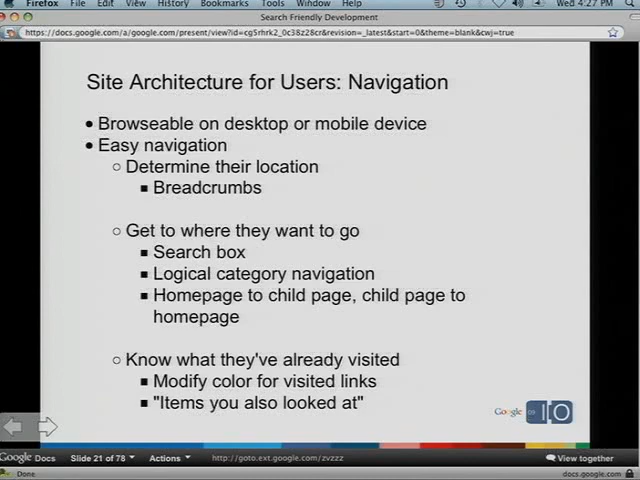 Firefox File Edit View History Bookmarks Tools Window Help Wed 4:27 PM
Search Friendly Development
https://docs.google.com/a/google.com/present/view?id=cg5rhrk2_0c38z28cr&revision=_latest&start=0&theme=blank&cwj=true
Site Architecture for Users: Navigation
• Browseable on desktop or mobile device
• Easy navigation
○ Determine their location
■ Breadcrumbs
○ Get to where they want to go
■ Search box
■ Logical category navigation
■ Homepage to child page, child page to
homepage
○ Know what they've already visited
■ Modify color for visited links
■ "Items you also looked at"
Google I/O
Google Docs Slide 21 of 78 Actions http://goto.ext.google.com/zvzzz View together
Done docs.google.com